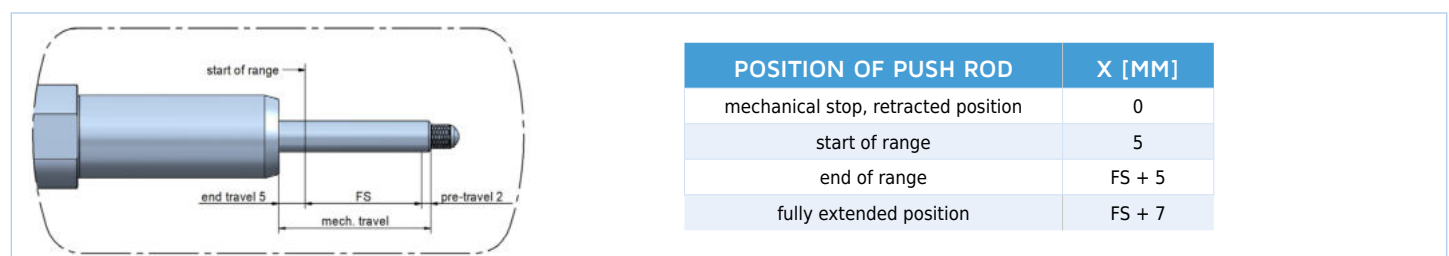 start of range
end travel 5
FS
pre-travel 2
mech. travel
POSITION OF PUSH ROD X [MM]
mechanical stop, retracted position 0
start of range 5
end of range FS + 5
fully extended position FS + 7